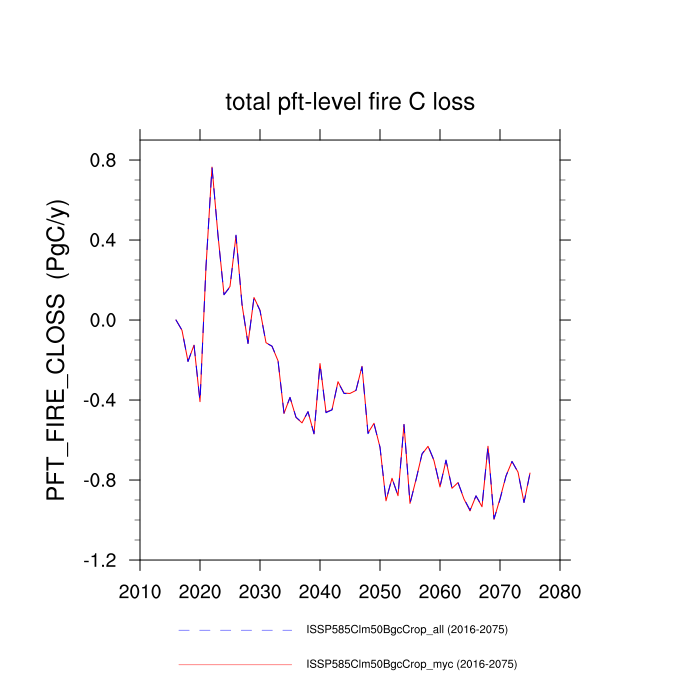 total pft-level fire C loss
PFT_FIRE_CLOSS (PgC/y)
0.8
0.4
0.0
-0.4
-0.8
-1.2
2010 2020 2030 2040 2050 2060 2070 2080
ISSP585Clm50BgcCrop_all (2016-2075)
ISSP585Clm50BgcCrop_myc (2016-2075)